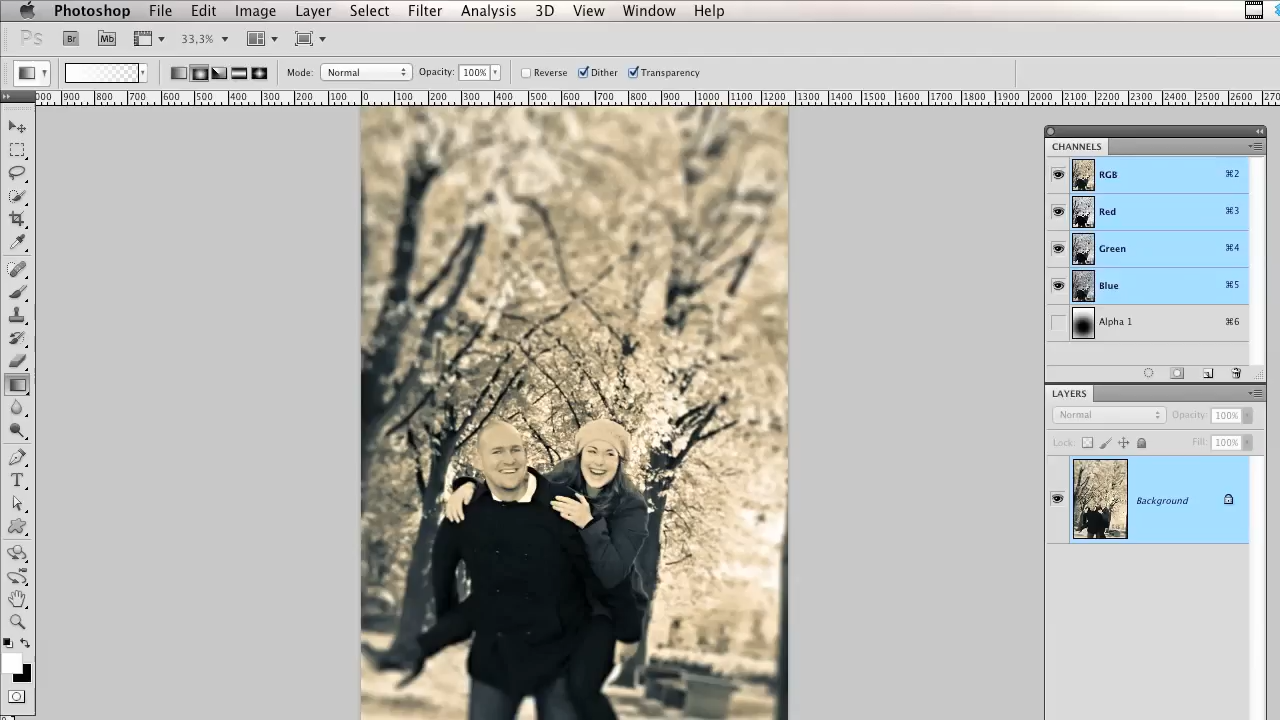 Photoshop File Edit Image Layer Select Filter Analysis 3D View Window Help
Ps Br Mb 33,3%
Mode: Normal Opacity: 100% Reverse Dither Transparency
900 800 700 600 500 400 300 200 100 0 100 200 300 400 500 600 700 800 900 1000 1100 1200 1300 1400 1500 1600 1700 1800 1900 2000 2100 2200 2300 2400 2500 2600
CHANNELS
RGB ⌘2
Red ⌘3
Green ⌘4
Blue ⌘5
Alpha 1 ⌘6
LAYERS
Normal Opacity: 100%
Lock: Fill: 100%
Background
T